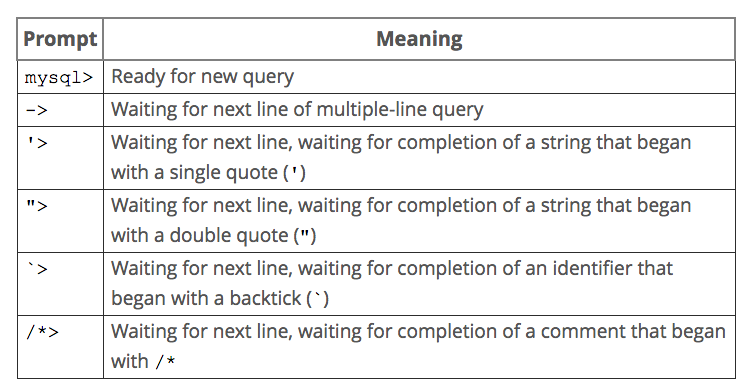 Prompt Meaning
mysql> Ready for new query
-> Waiting for next line of multiple-line query
'> Waiting for next line, waiting for completion of a string that began
with a single quote (')
"> Waiting for next line, waiting for completion of a string that began
with a double quote (")
`> Waiting for next line, waiting for completion of an identifier that
began with a backtick (`)
/*> Waiting for next line, waiting for completion of a comment that began
with /*